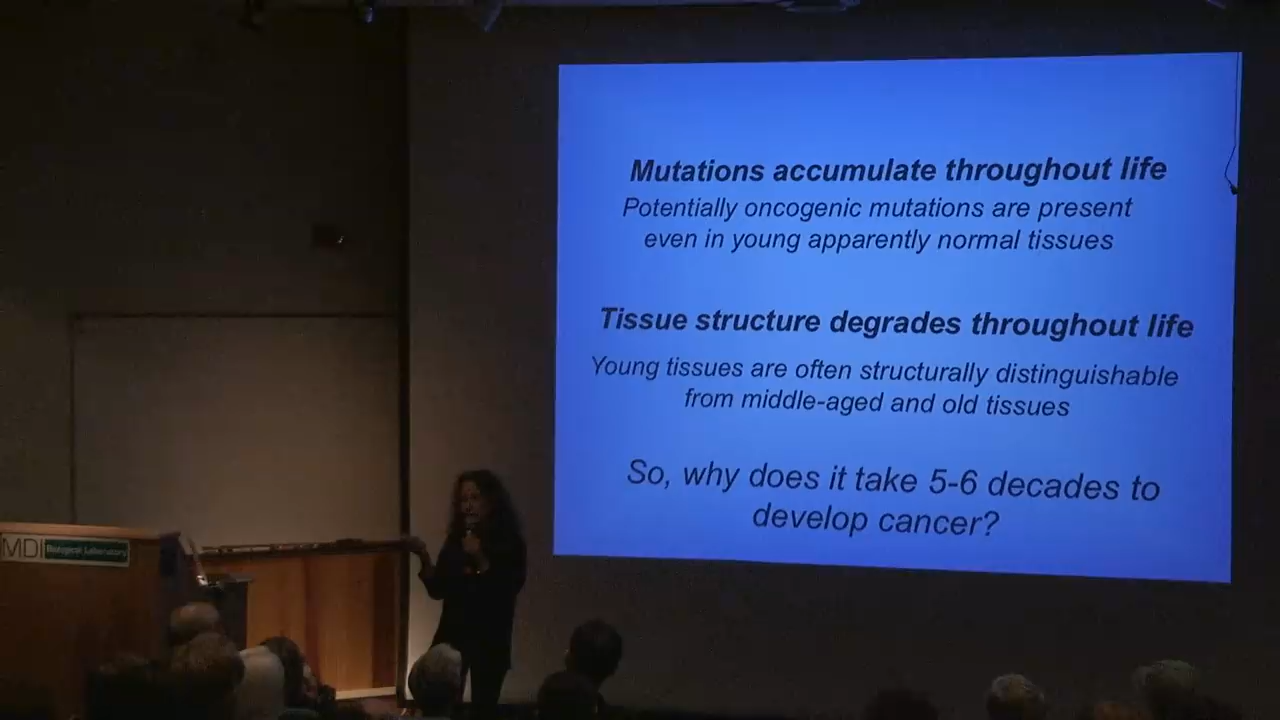 Mutations accumulate throughout life
Potentially oncogenic mutations are present
even in young apparently normal tissues
Tissue structure degrades throughout life
Young tissues are often structurally distinguishable
from middle-aged and old tissues
So, why does it take 5-6 decades to
develop cancer?
MDI Biological Laboratory